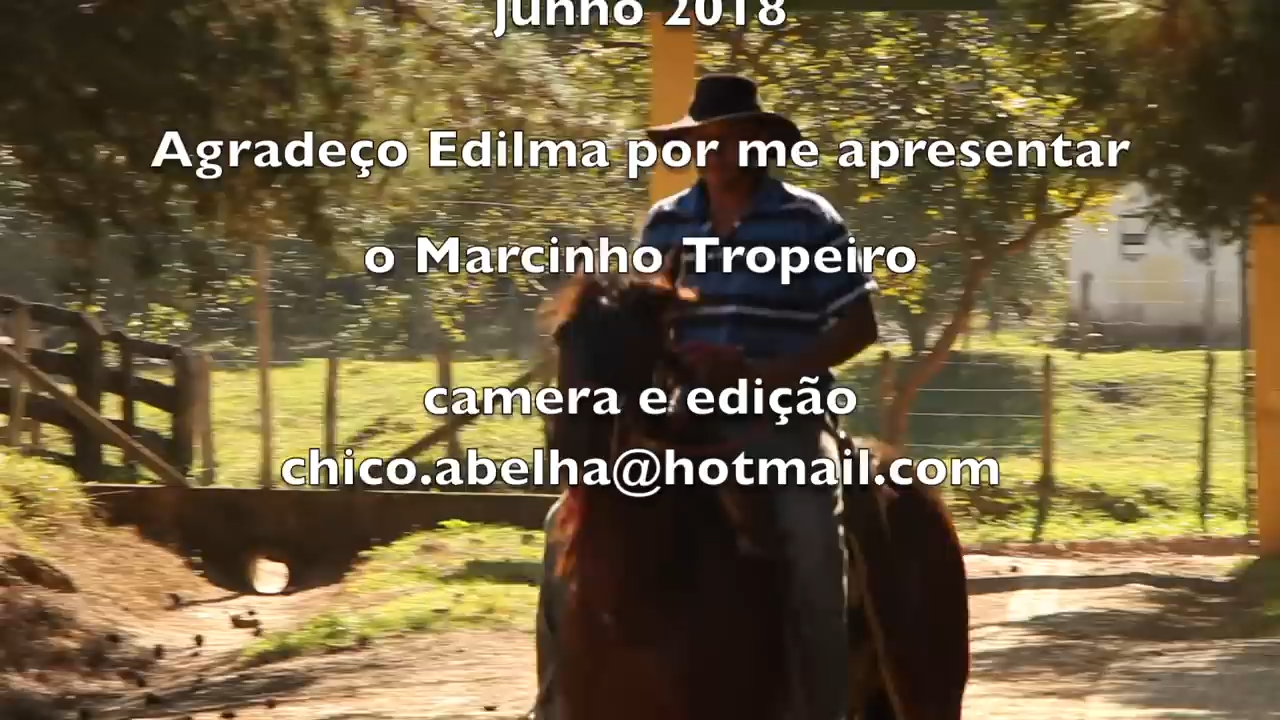 junho 2018
Agradeço Edilma por me apresentar
o Marcinho Tropeiro
camera e edição
chico.abelha@hotmail.com